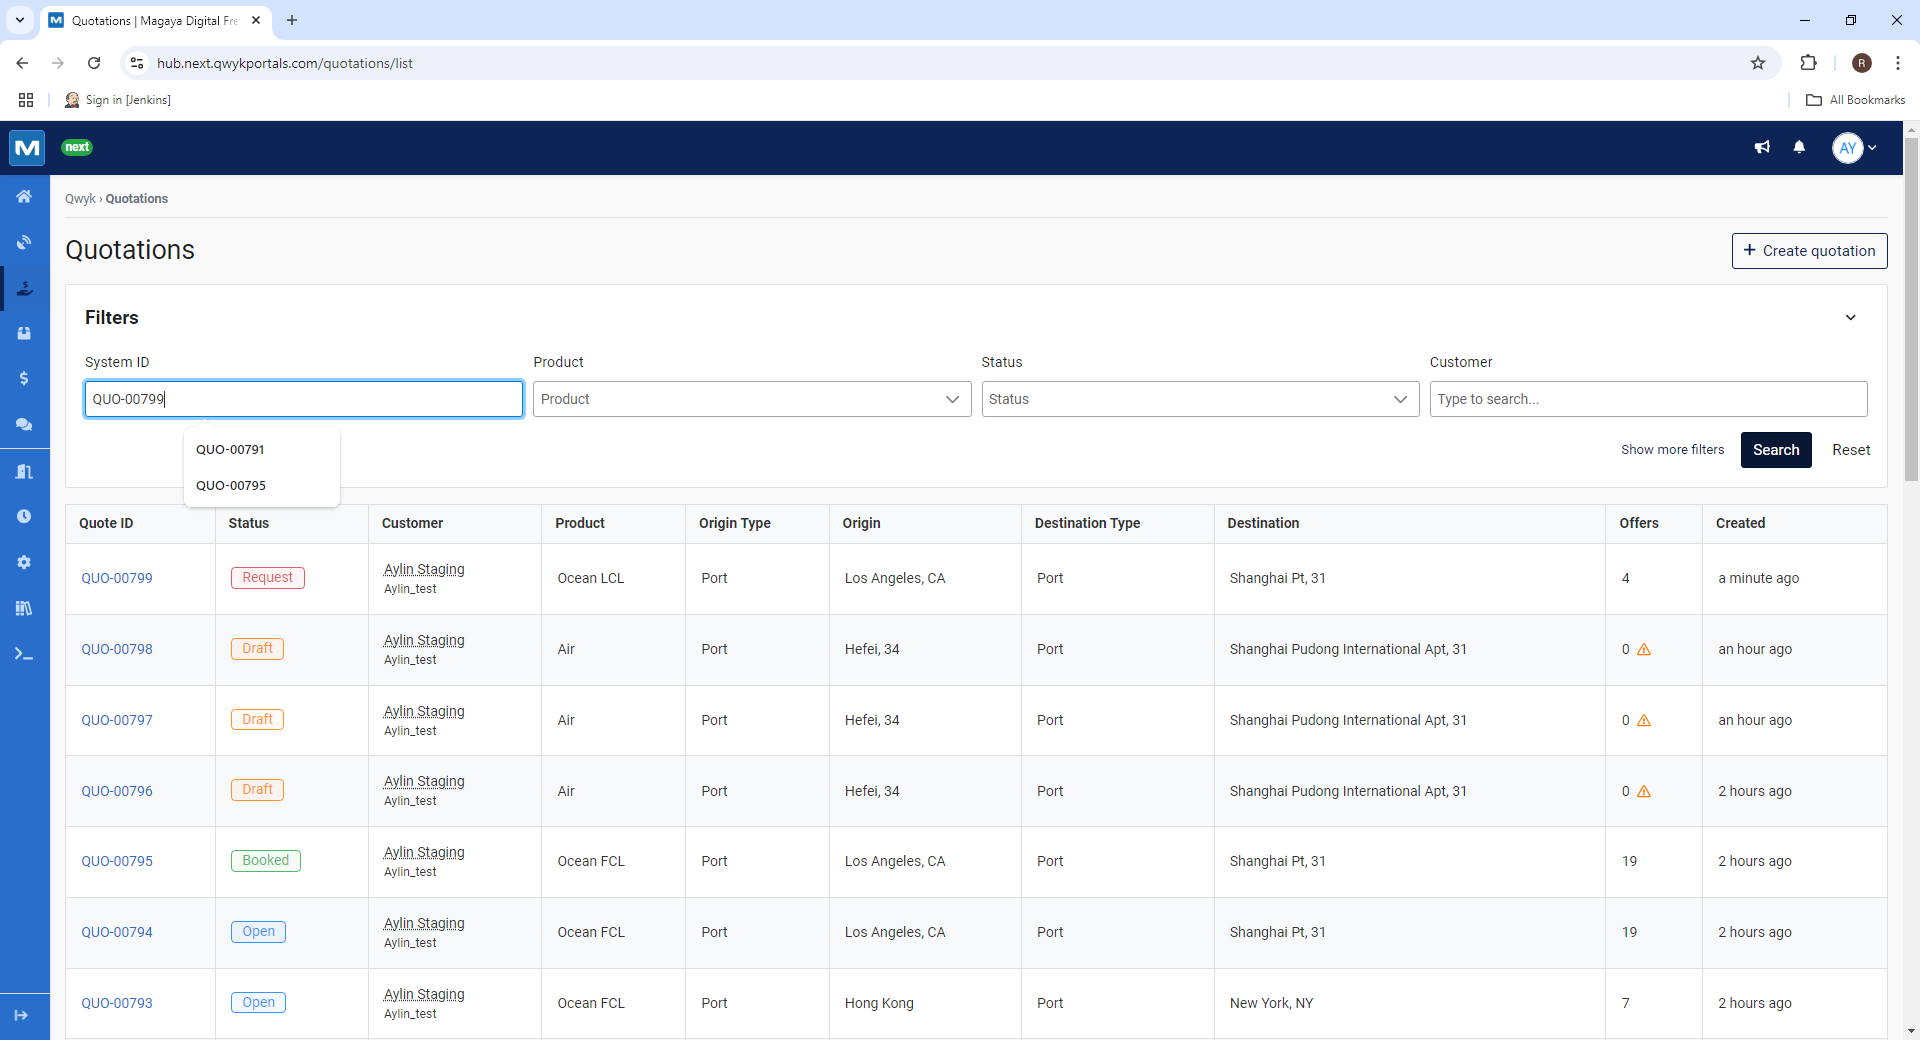 Quotations | Magaya Digital Fre
hub.next.qwykportals.com/quotations/list
R
Sign in [Jenkins]
All Bookmarks
M next AY
Qwyk › Quotations
Quotations
+ Create quotation
Filters
System ID Product Status Customer
QUO-00799 Product Status Type to search...
QUO-00791
QUO-00795
Show more filters Search Reset
Quote ID Status Customer Product Origin Type Origin Destination Type Destination Offers Created
QUO-00799 Request Aylin Staging Aylin_test Ocean LCL Port Los Angeles, CA Port Shanghai Pt, 31 4 a minute ago
QUO-00798 Draft Aylin Staging Aylin_test Air Port Hefei, 34 Port Shanghai Pudong International Apt, 31 0 an hour ago
QUO-00797 Draft Aylin Staging Aylin_test Air Port Hefei, 34 Port Shanghai Pudong International Apt, 31 0 an hour ago
QUO-00796 Draft Aylin Staging Aylin_test Air Port Hefei, 34 Port Shanghai Pudong International Apt, 31 0 2 hours ago
QUO-00795 Booked Aylin Staging Aylin_test Ocean FCL Port Los Angeles, CA Port Shanghai Pt, 31 19 2 hours ago
QUO-00794 Open Aylin Staging Aylin_test Ocean FCL Port Los Angeles, CA Port Shanghai Pt, 31 19 2 hours ago
QUO-00793 Open Aylin Staging Aylin_test Ocean FCL Port Hong Kong Port New York, NY 7 2 hours ago